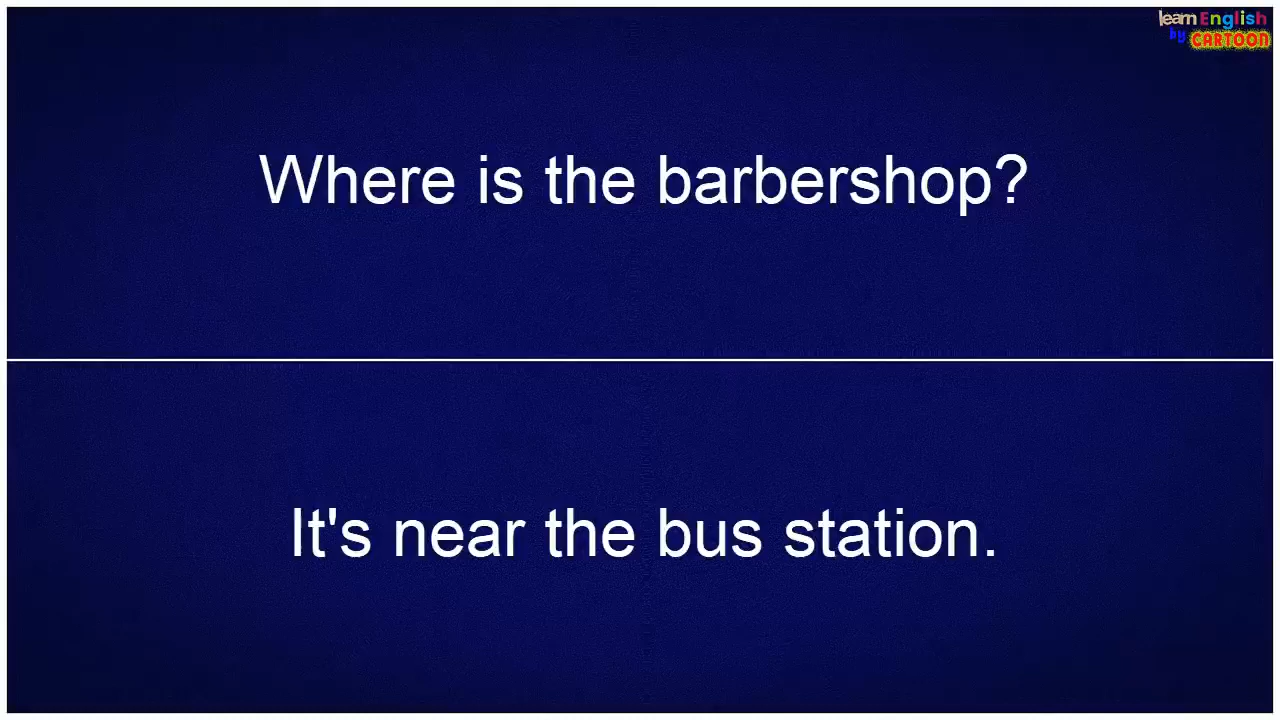 learn English
by CARTOON
Where is the barbershop?
It's near the bus station.